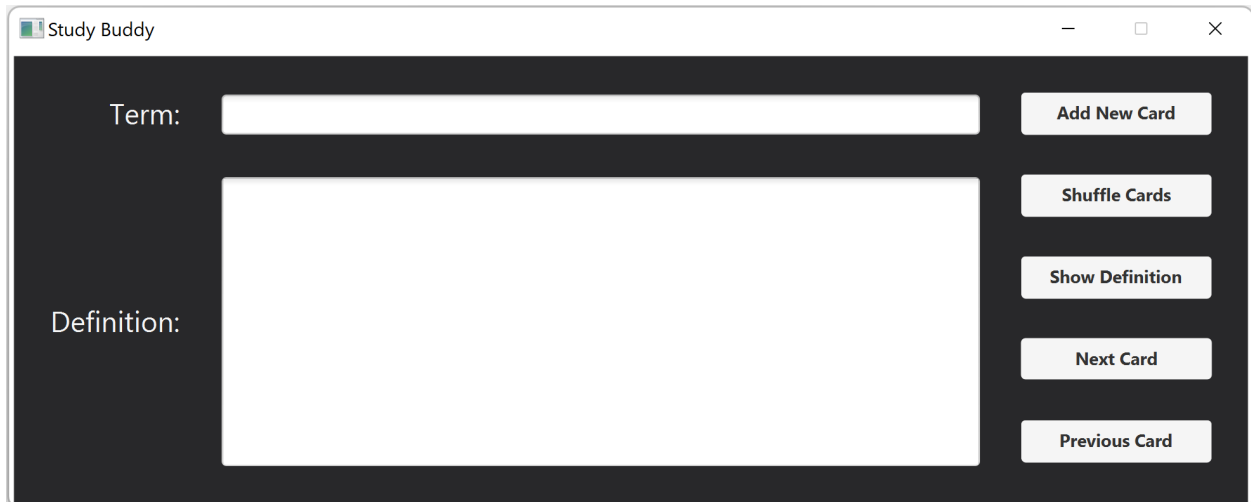 Study Buddy
Term:
Add New Card
Shuffle Cards
Show Definition
Definition:
Next Card
Previous Card